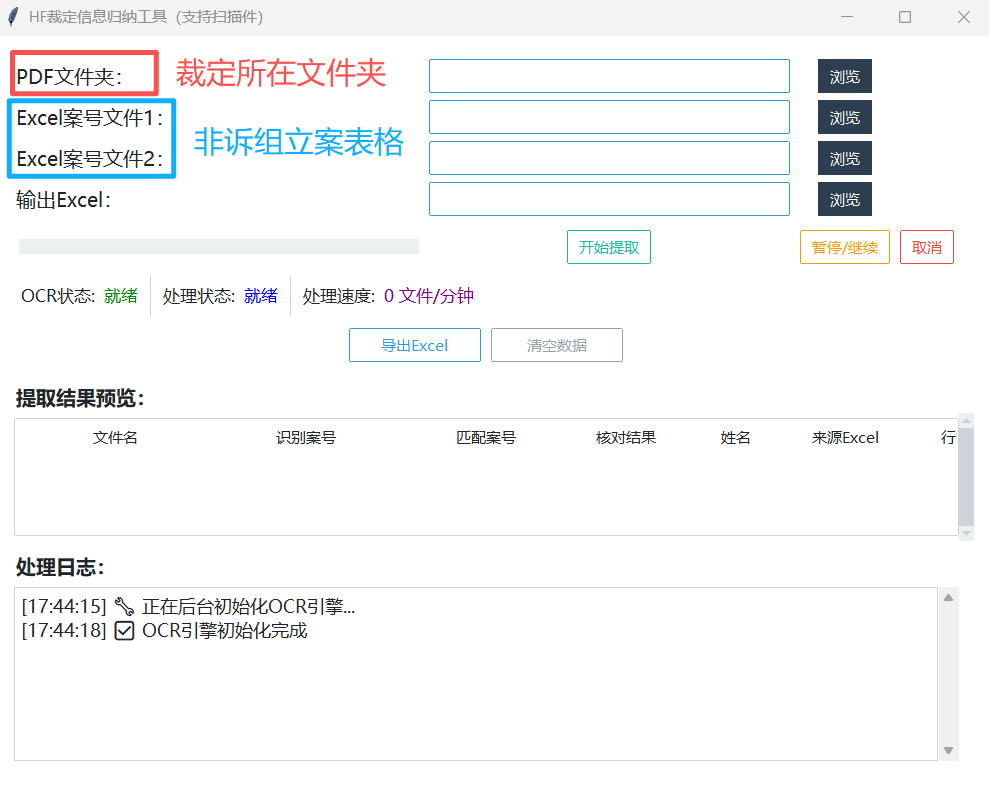 HF裁定信息归纳工具（支持扫描件）
PDF文件夹： 裁定所在文件夹 浏览
Excel案号文件1： 浏览
非诉组立案表格
Excel案号文件2： 浏览
输出Excel： 浏览
开始提取 暂停/继续 取消
OCR状态: 就绪 处理状态: 就绪 处理速度: 0 文件/分钟
导出Excel 清空数据
提取结果预览：
文件名 识别案号 匹配案号 核对结果 姓名 来源Excel 行
处理日志：
[17:44:15] 🔧 正在后台初始化OCR引擎...
[17:44:18] ☑ OCR引擎初始化完成